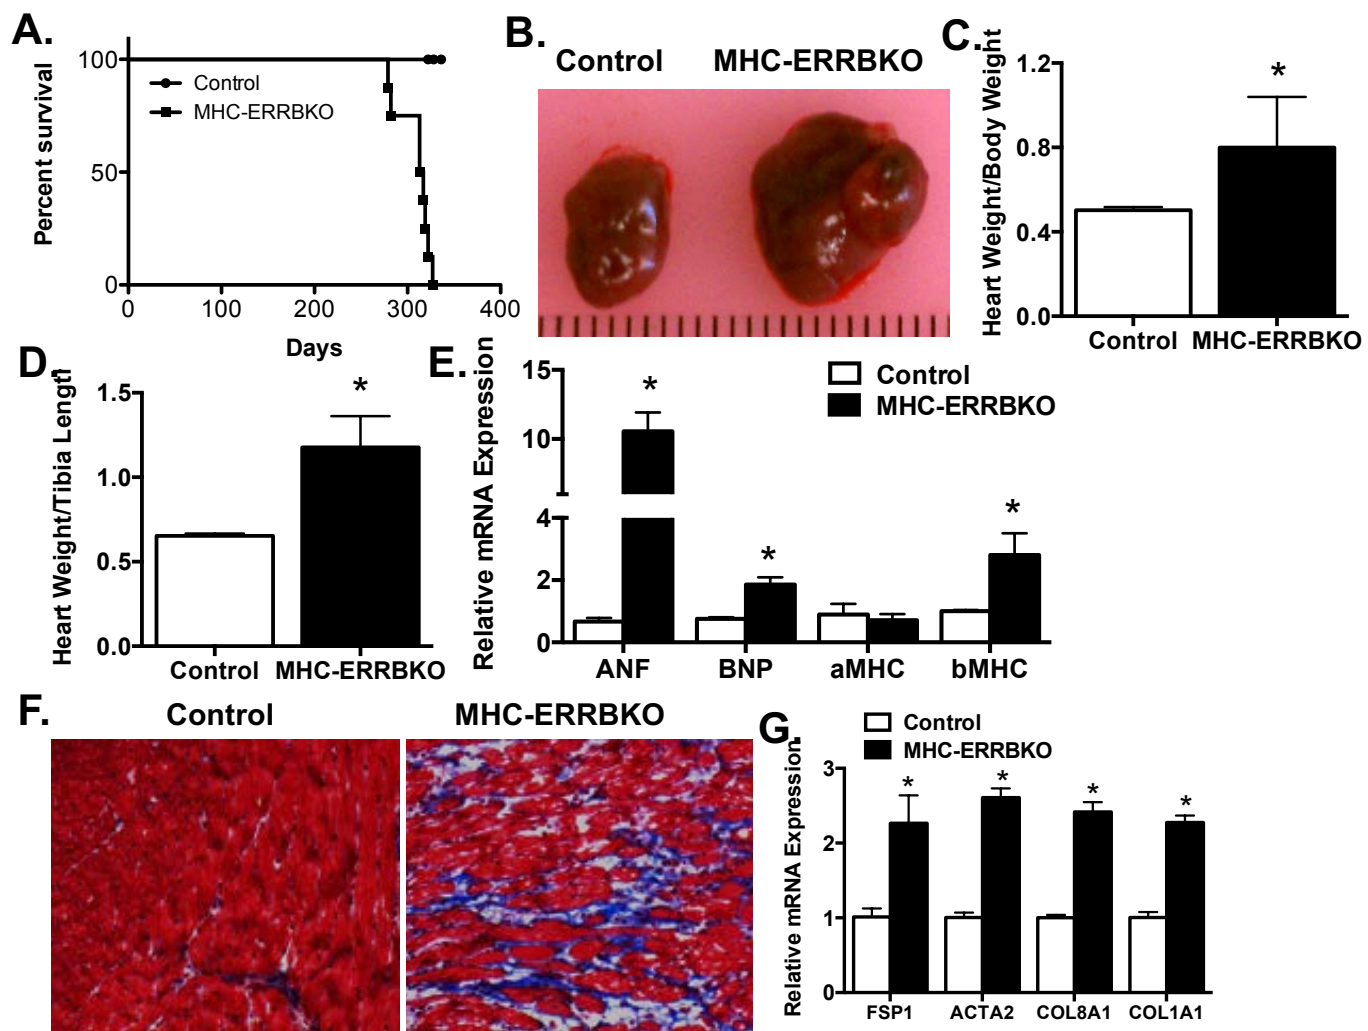 A.
Percent survival
100
50
0
Control
MHC-ERRBKO
0 100 200 300 400
Days
B.
Control MHC-ERRBKO
C.
Heart Weight/Body Weight
1.2
0.8
0.4
0.0
*
Control MHC-ERRBKO
D.
Heart Weight/Tibia Length
1.5
1.0
0.5
0.0
*
Control MHC-ERRBKO
E.
Relative mRNA Expression
15
10
4
2
0
Control
MHC-ERRBKO
* * *
ANF BNP aMHC bMHC
F.
Control MHC-ERRBKO
G.
Control
MHC-ERRBKO
Relative mRNA Expression
3
2
1
0
* * * *
FSP1 ACTA2 COL8A1 COL1A1